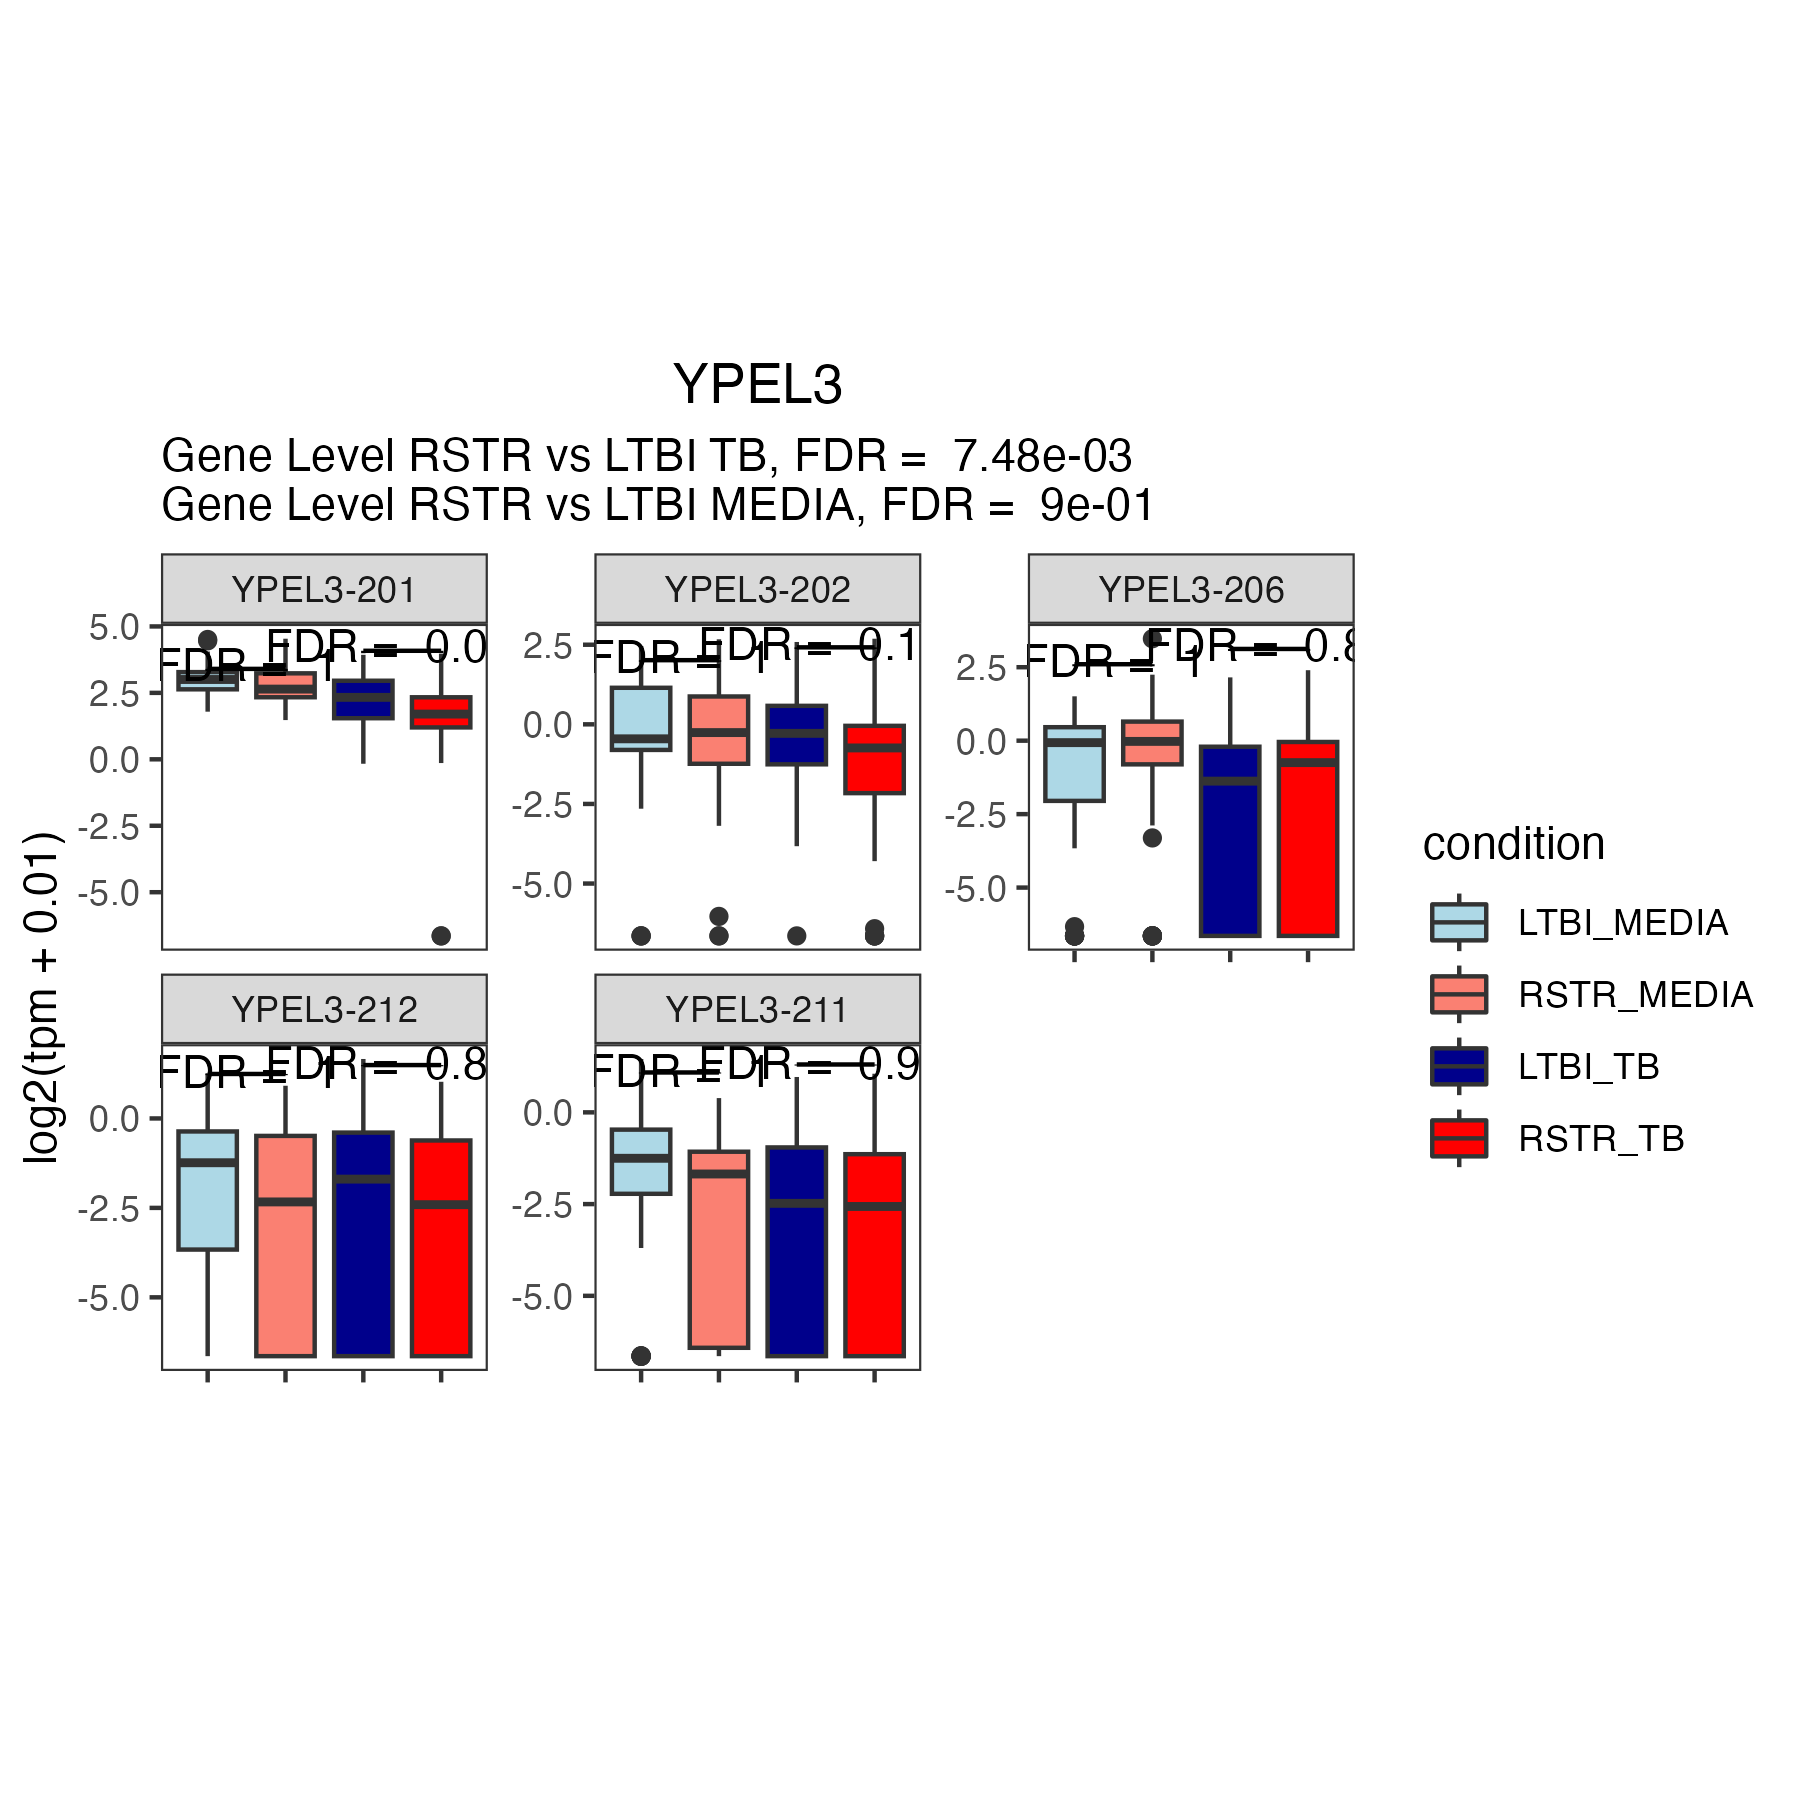 YPEL3
Gene Level RSTR vs LTBI TB, FDR = 7.48e-03
Gene Level RSTR vs LTBI MEDIA, FDR = 9e-01
YPEL3-201
YPEL3-202
YPEL3-206
5.0
2.5
0.0
-2.5
-5.0
FDR = 1
FDR = 0.0
2.5
0.0
-2.5
-5.0
FDR = 1
FDR = 0.1
2.5
0.0
-2.5
-5.0
FDR = 1
FDR = 0.8
YPEL3-212
YPEL3-211
0.0
-2.5
-5.0
FDR = 1
FDR = 0.8
0.0
-2.5
-5.0
FDR = 1
FDR = 0.9
log2(tpm + 0.01)
condition
LTBI_MEDIA
RSTR_MEDIA
LTBI_TB
RSTR_TB